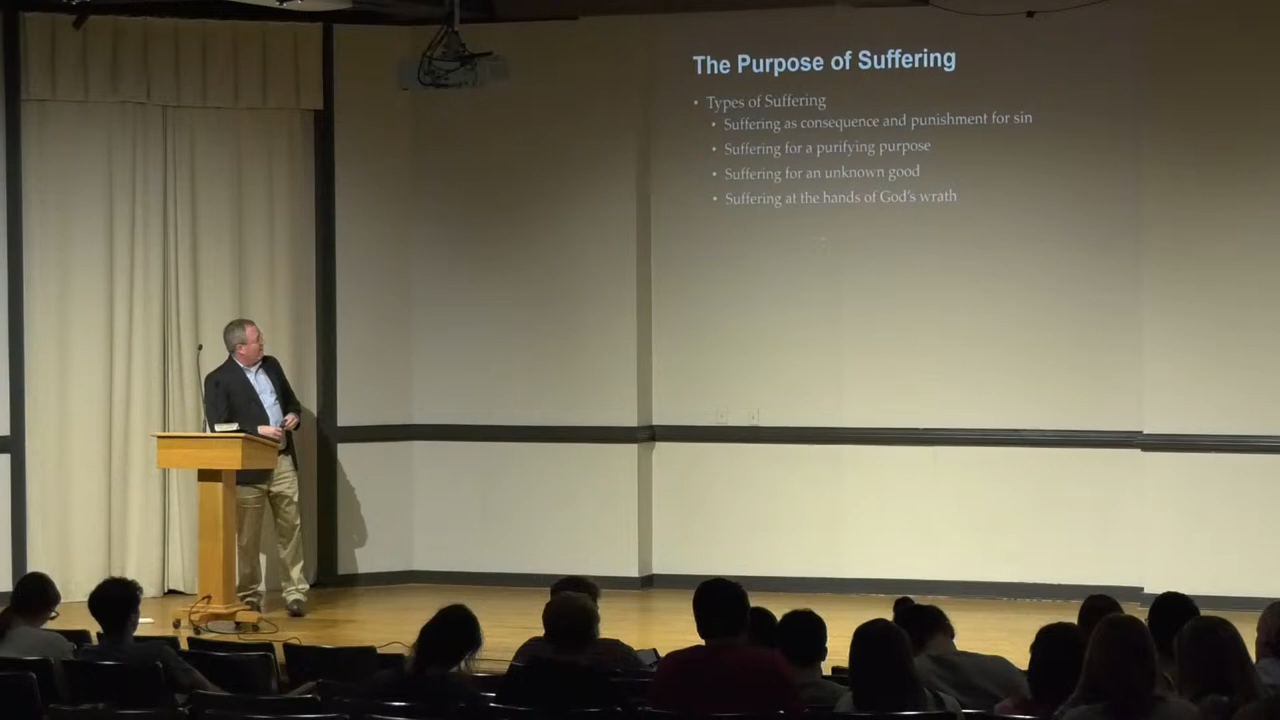 The Purpose of Suffering
• Types of Suffering
• Suffering as consequence and punishment for sin
• Suffering for a purifying purpose
• Suffering for an unknown good
• Suffering at the hands of God's wrath